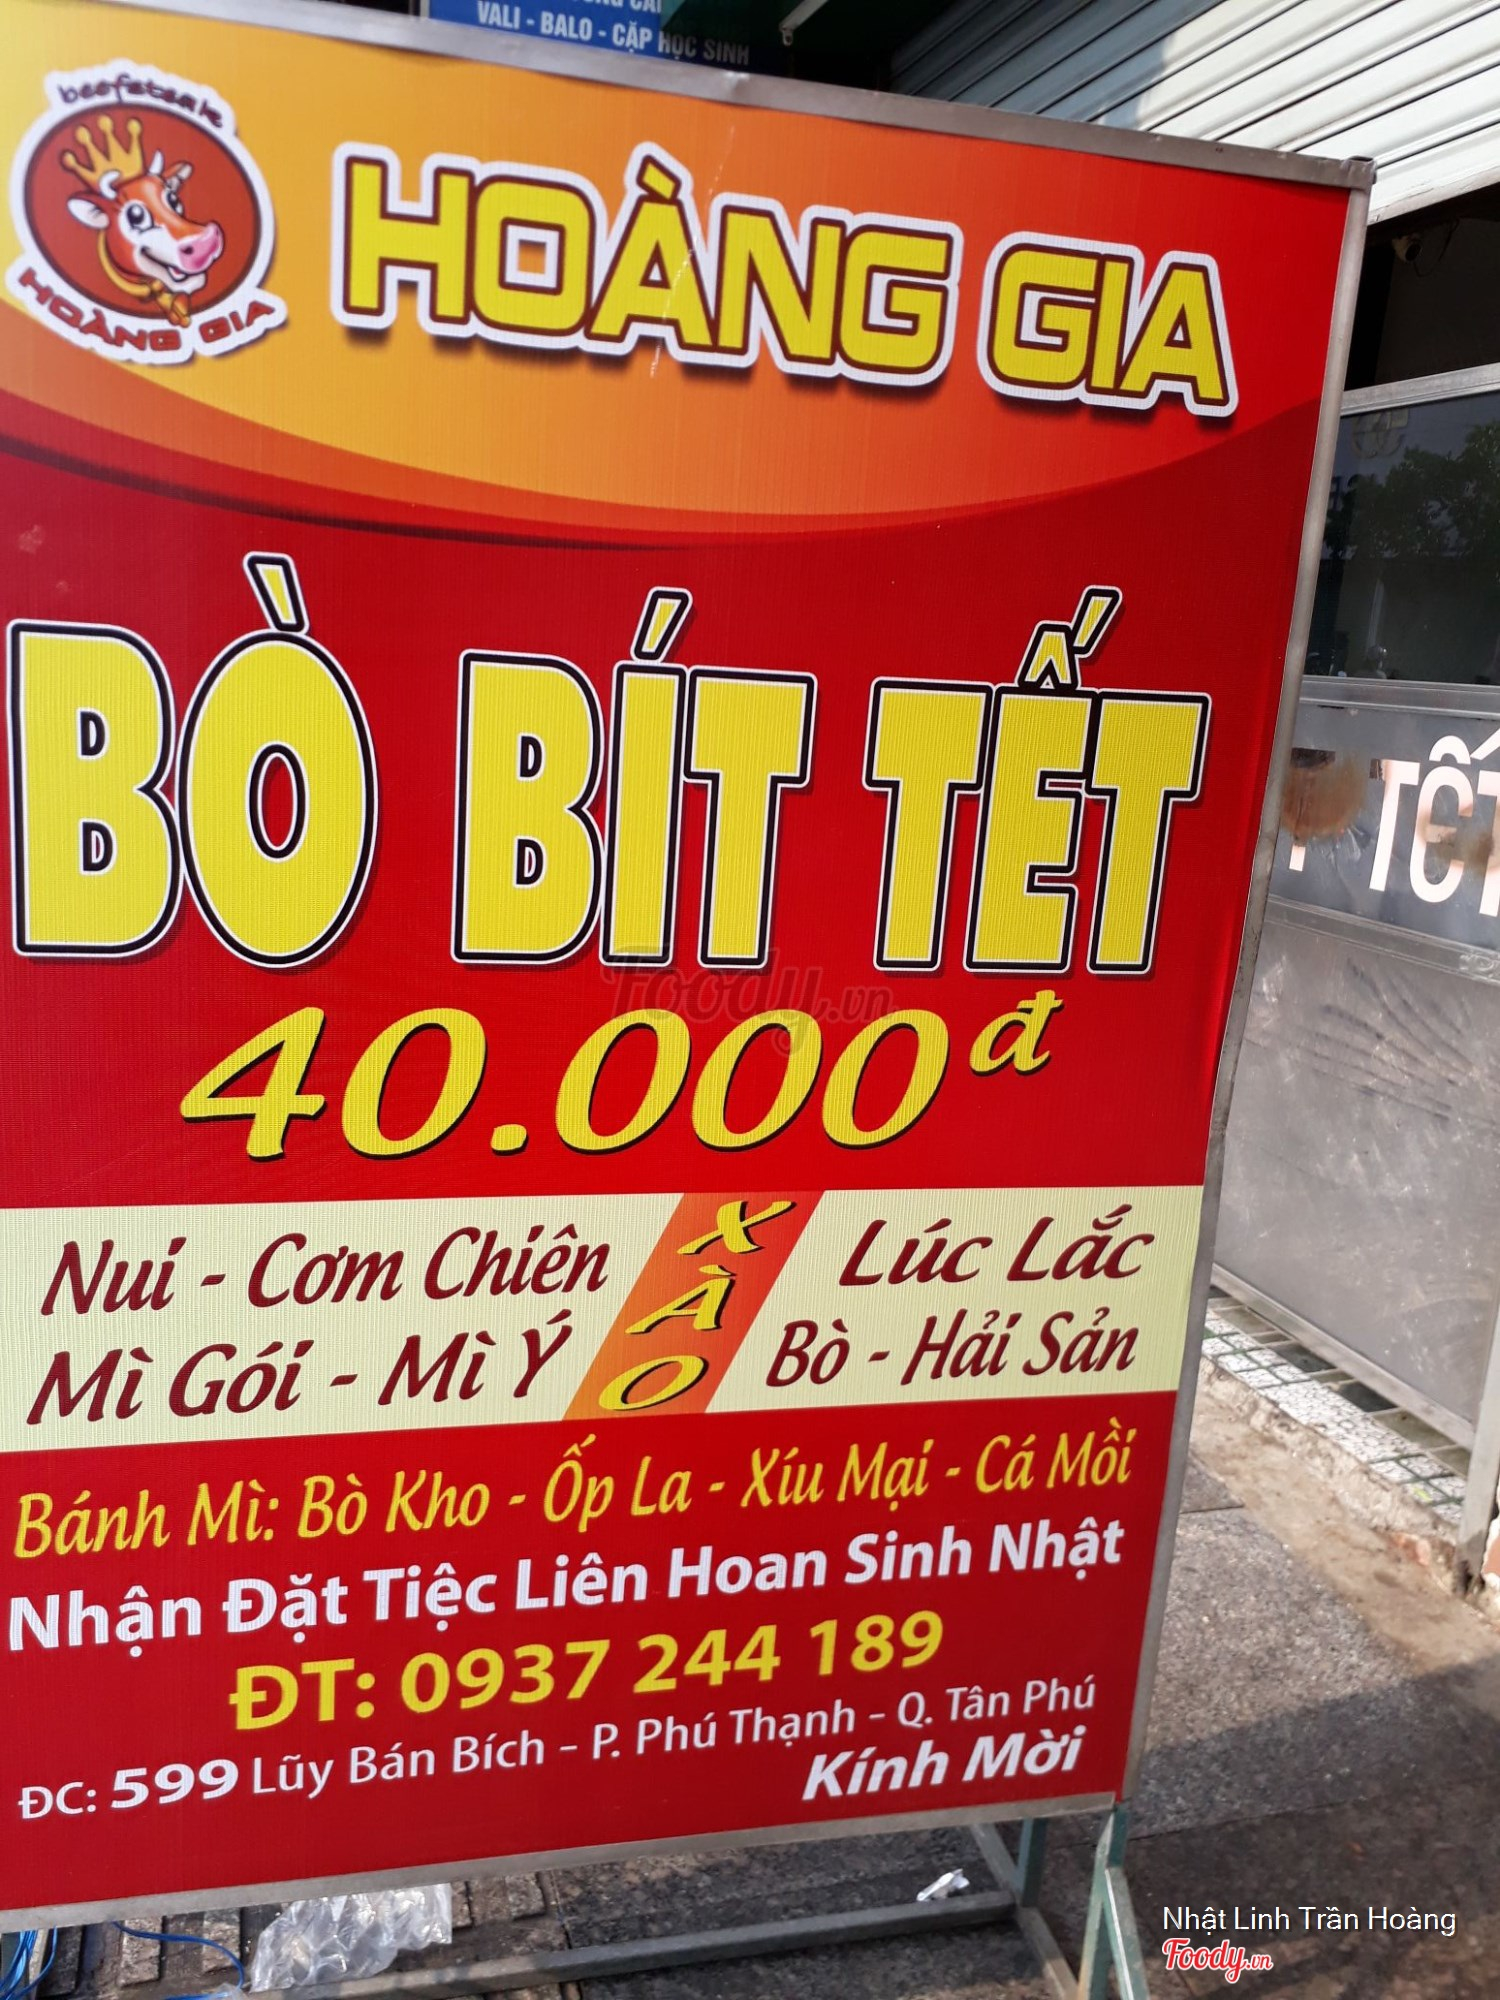 VALI - BALO - CẶP HỌC SINH
beefsteak
HOÀNG GIA
HOÀNG GIA
BÒ BÍT TẾT
40.000đ
Nui - Cơm Chiên
Mì Gói - Mì Ý
XÀO
Lúc Lắc
Bò - Hải Sản
Bánh Mì: Bò Kho - Ốp La - Xíu Mại - Cá Mồi
Nhận Đặt Tiệc Liên Hoan Sinh Nhật
ĐT: 0937 244 189
ĐC: 599 Lũy Bán Bích - P. Phú Thạnh - Q. Tân Phú
Kính Mời
TẾT
Foody.vn
Nhật Linh Trần Hoàng
Foody.vn